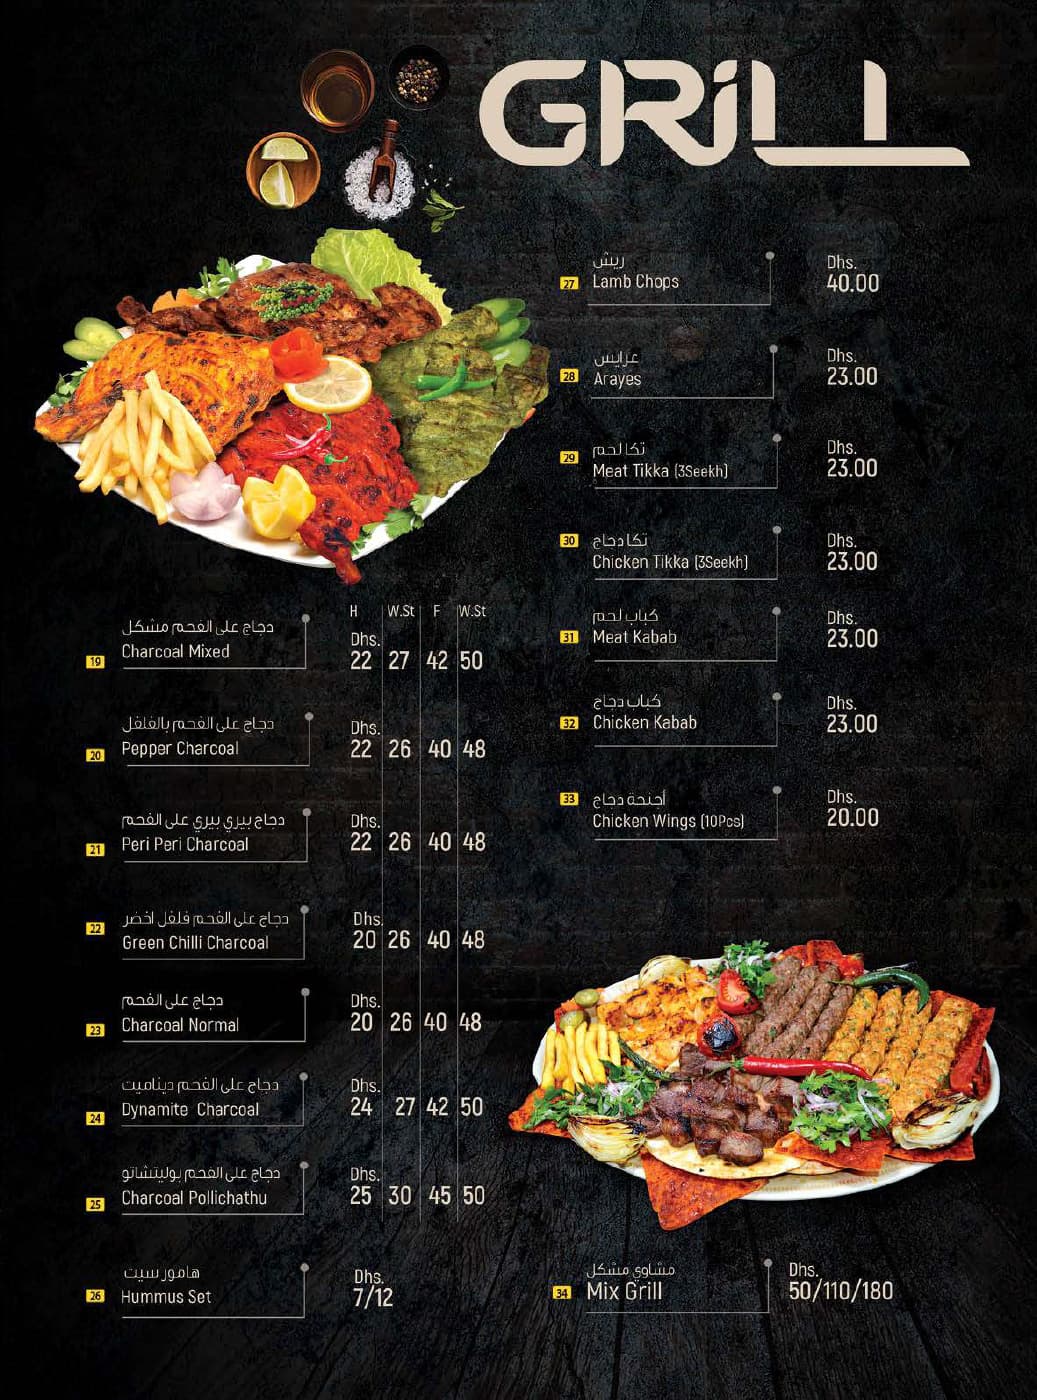 GRiLL
ريش
27 Lamb Chops
Dhs.
40.00
عرايس
28 Arayes
Dhs.
23.00
تكا لحم
29 Meat Tikka (3Seekh)
Dhs.
23.00
30 تكا دجاج
Chicken Tikka (3Seekh)
Dhs.
23.00
كباب لحم
31 Meat Kabab
Dhs.
23.00
كباب دجاج
32 Chicken Kabab
Dhs.
23.00
33 أجنحة دجاج
Chicken Wings (10Pcs)
Dhs.
20.00
H W.St F W.St
دجاج على الفحم مشكل
Charcoal Mixed
19
Dhs.
22 27 42 50
دجاج على الفحم بالفلفل
Pepper Charcoal
20
Dhs.
22 26 40 48
دجاج بيري بيري على الفحم
Peri Peri Charcoal
21
Dhs.
22 26 40 48
دجاج على الفحم فلفل اخضر
22
Green Chilli Charcoal
Dhs.
20 26 40 48
دجاج على الفحم
Charcoal Normal
23
Dhs.
20 26 40 48
دجاج على الفحم ديناميت
Dynamite Charcoal
24
Dhs.
24 27 42 50
دجاج على الفحم بوليتشاتو
Charcoal Pollichathu
25
Dhs.
25 30 45 50
هامور سيت
26 Hummus Set
Dhs.
7/12
مشاوي مشكل
34 Mix Grill
Dhs.
50/110/180